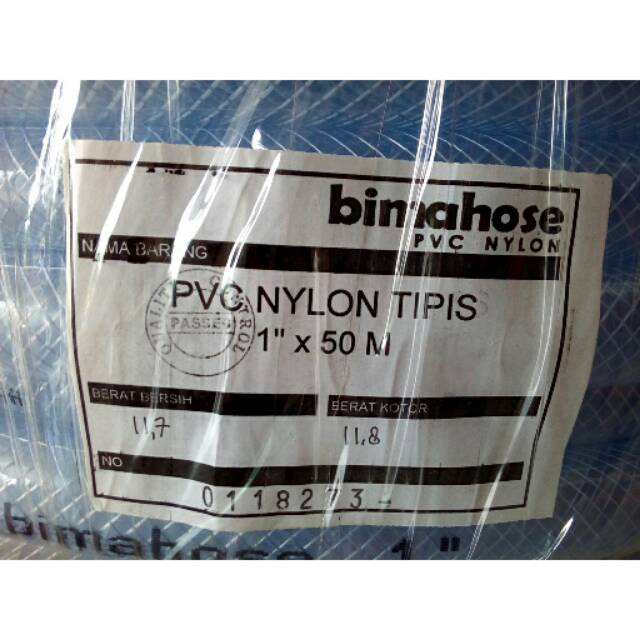 bimahose
PVC NYLON
NAMA BARANG
PVC NYLON TIPIS
1" x 50 M
QUALITY CONTROL
PASSED
BERAT BERSIH
BERAT KOTOR
11,7
11,8
NO
0118273-
bimahose 1"